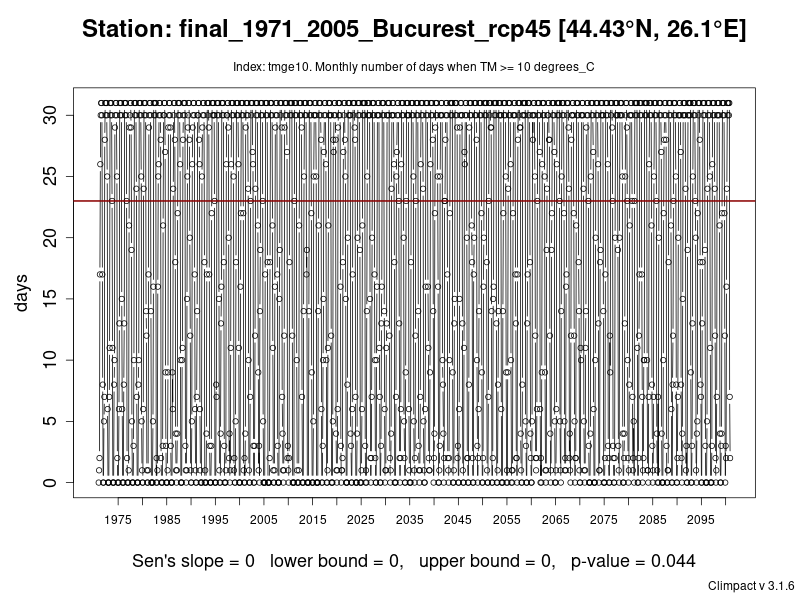 Station: final_1971_2005_Bucurest_rcp45 [44.43°N, 26.1°E]
Index: tmge10. Monthly number of days when TM >= 10 degrees_C
30
25
20
15
10
5
0
days
1975 1985 1995 2005 2015 2025 2035 2045 2055 2065 2075 2085 2095
Sen's slope = 0 lower bound = 0, upper bound = 0, p-value = 0.044
Climpact v 3.1.6